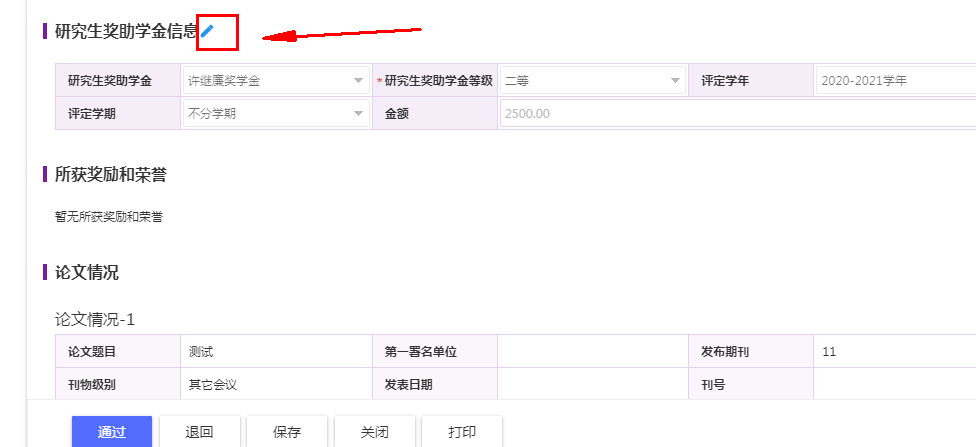 研究生奖助学金信息
研究生奖助学金 许继廉奖学金 *研究生奖助学金等级 二等 评定学年 2020-2021学年
评定学期 不分学期 金额 2500.00
所获奖励和荣誉
暂无所获奖励和荣誉
论文情况
论文情况-1
论文题目 测试 第一署名单位 发布期刊 11
刊物级别 其它会议 发表日期 刊号
通过 退回 保存 关闭 打印